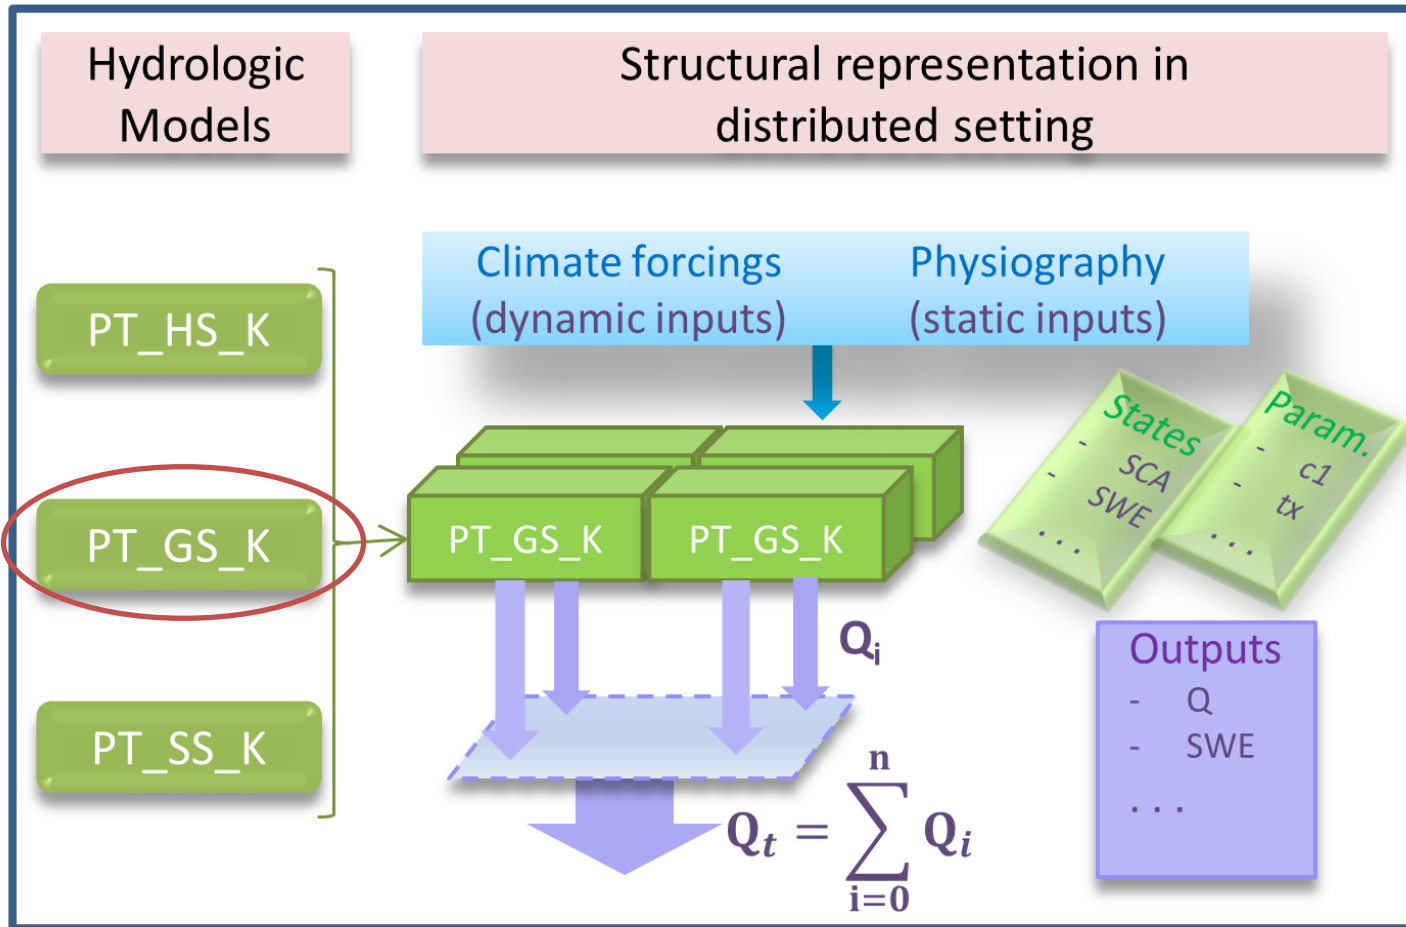 Hydrologic
Models
Structural representation in
distributed setting
Climate forcings
(dynamic inputs)
Physiography
(static inputs)
PT_HS_K
PT_GS_K
PT_SS_K
PT_GS_K
PT_GS_K
States
- SCA
- SWE
...
Param.
- c1
- tx
...
Qi
Outputs
- Q
- SWE
...
n
Qt = ∑ Qi
i=0